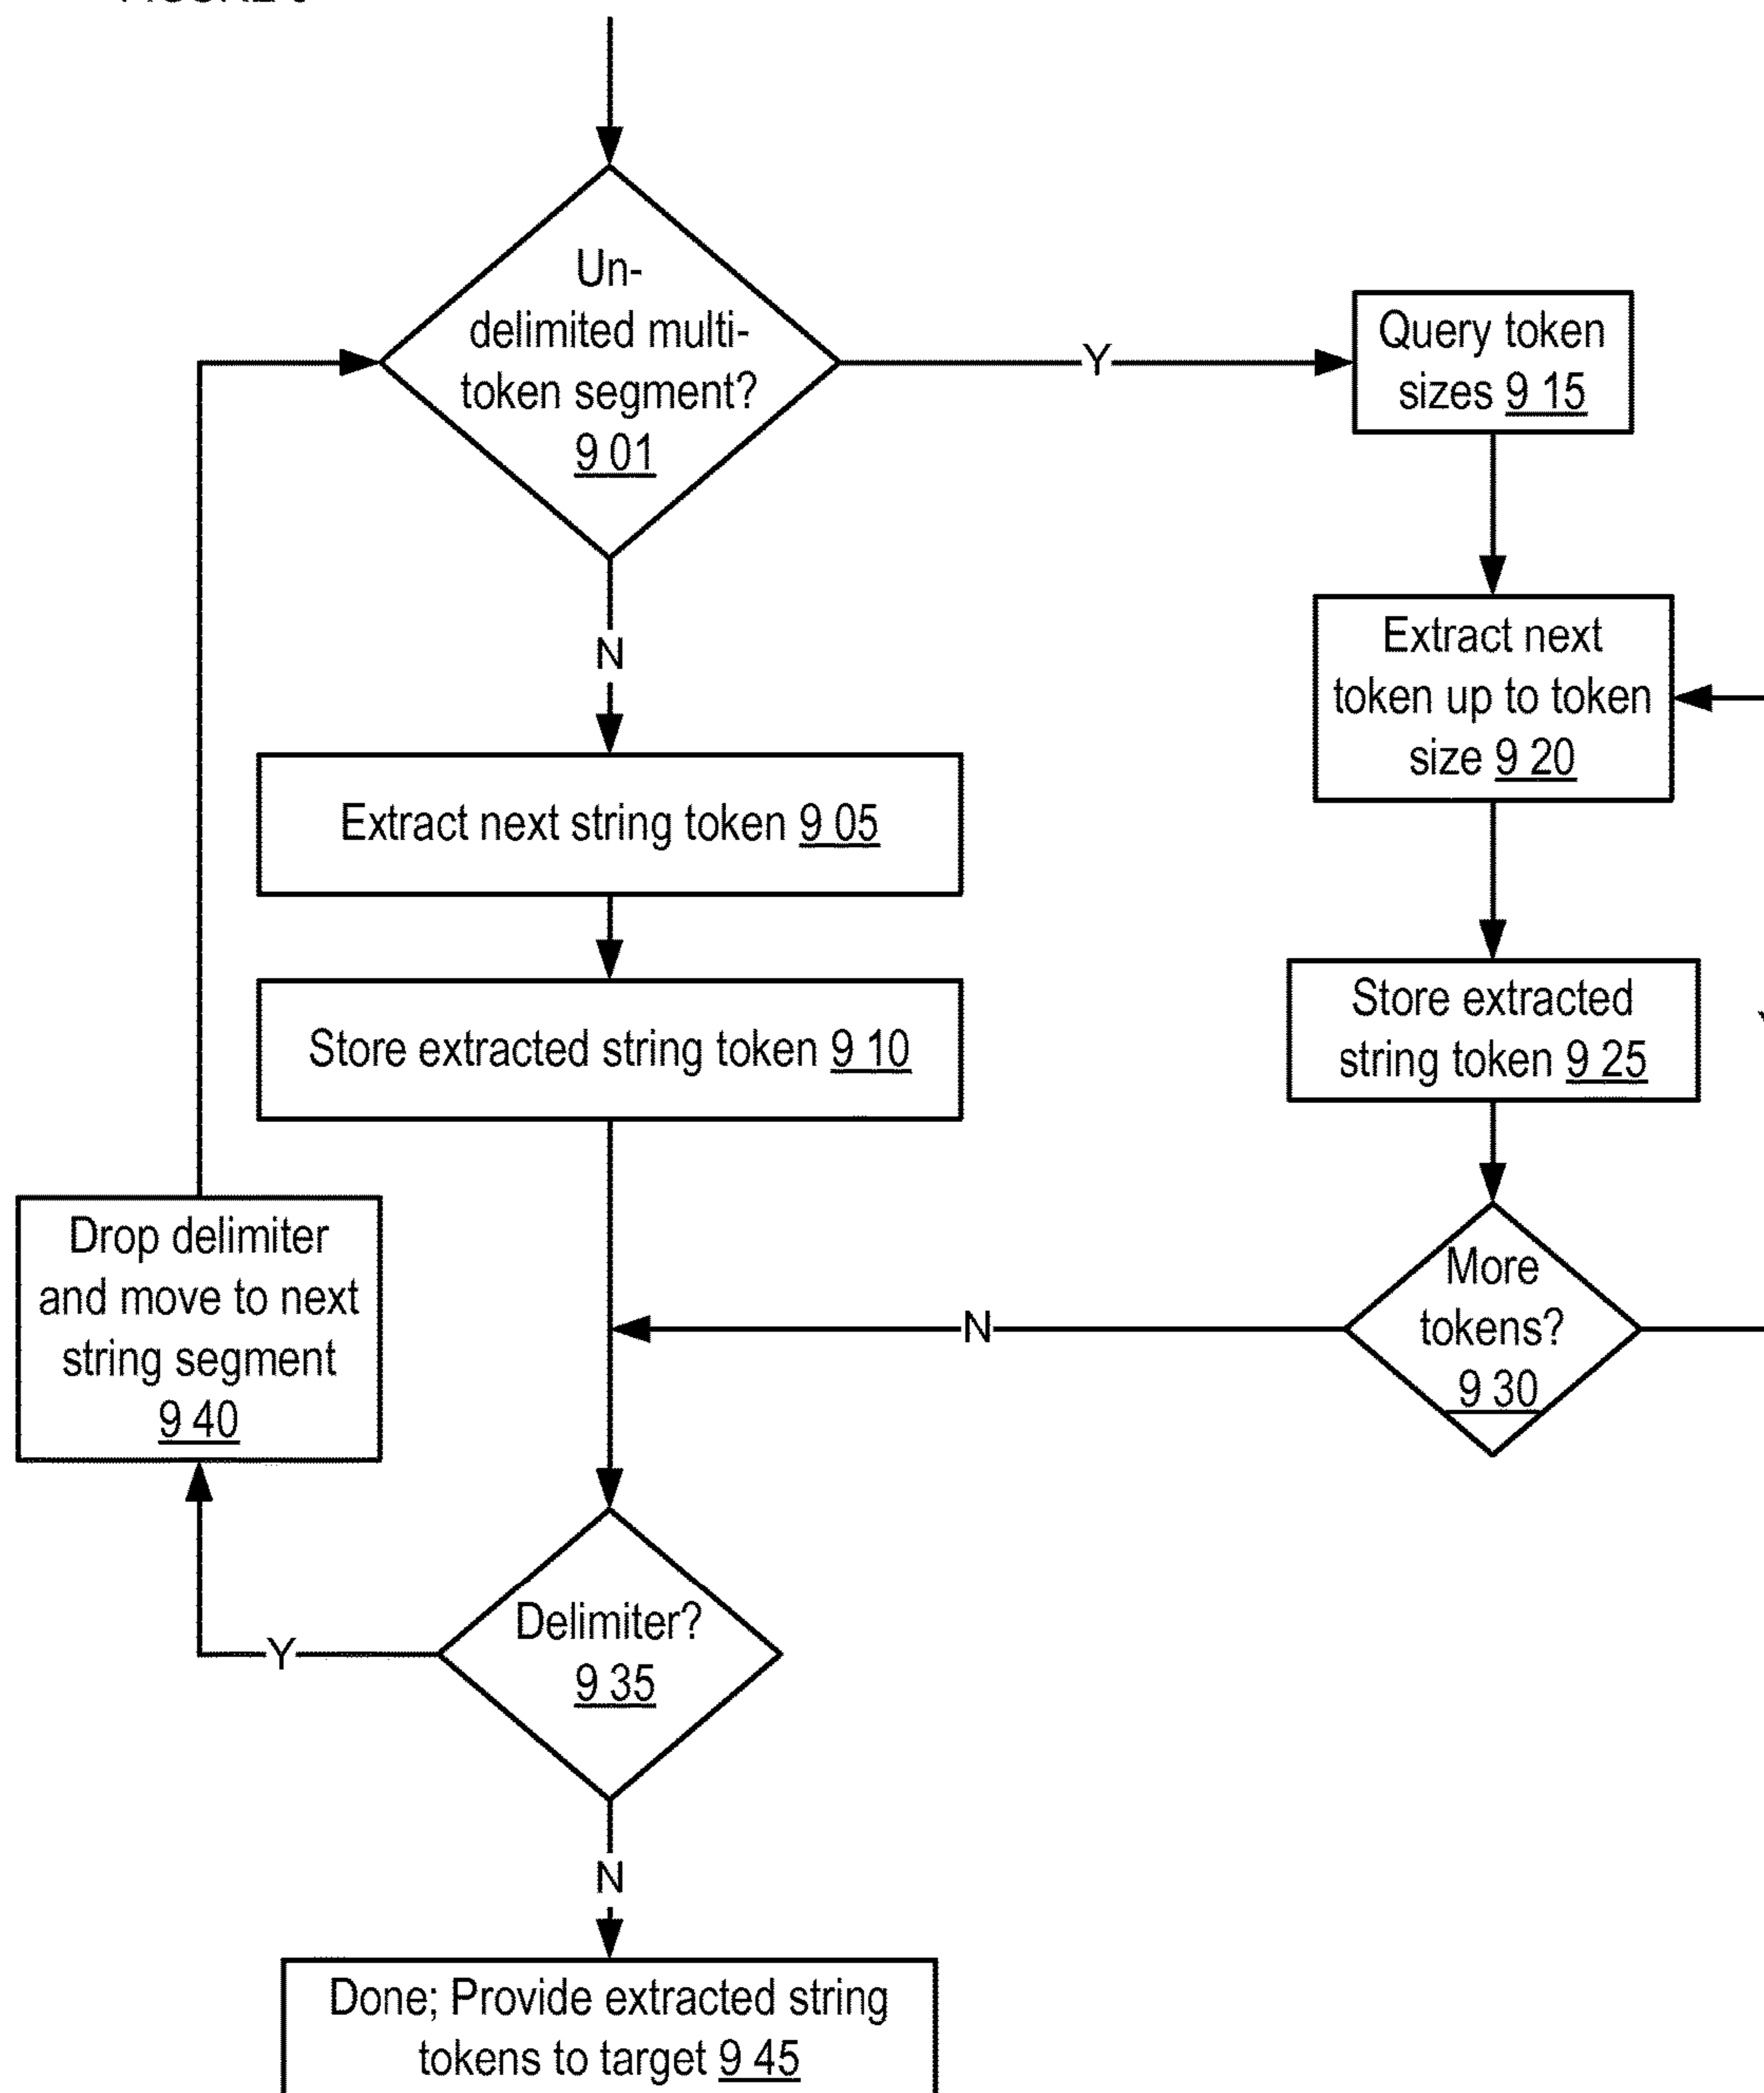 Un-
delimited multi-
token segment?
9 01
Y
Query token
sizes 9 15
N
Extract next
token up to token
size 9 20
Extract next string token 9 05
Store extracted string token 9 10
Store extracted
string token 9 25
Drop delimiter
and move to next
string segment
9 40
More
tokens?
9 30
N
Delimiter?
9 35
Y
N
Done; Provide extracted string
tokens to target 9 45